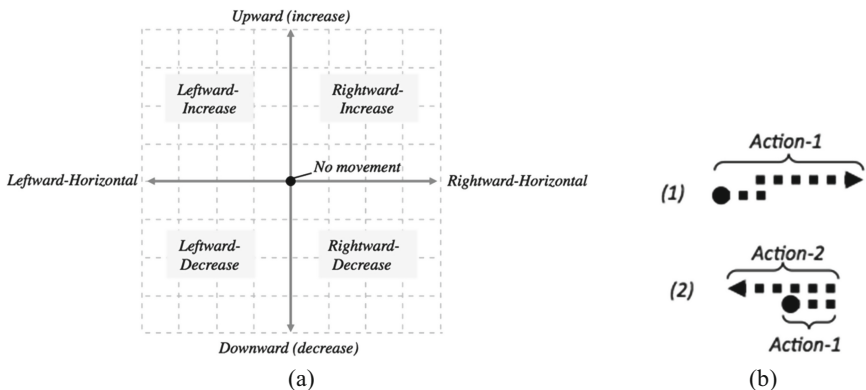 Upward (increase)
Leftward-
Increase
Rightward-
Increase
No movement
Leftward-Horizontal
Rightward-Horizontal
Leftward-
Decrease
Rightward-
Decrease
Downward (decrease)
(a)
Action-1
(1)
Action-2
(2)
Action-1
(b)